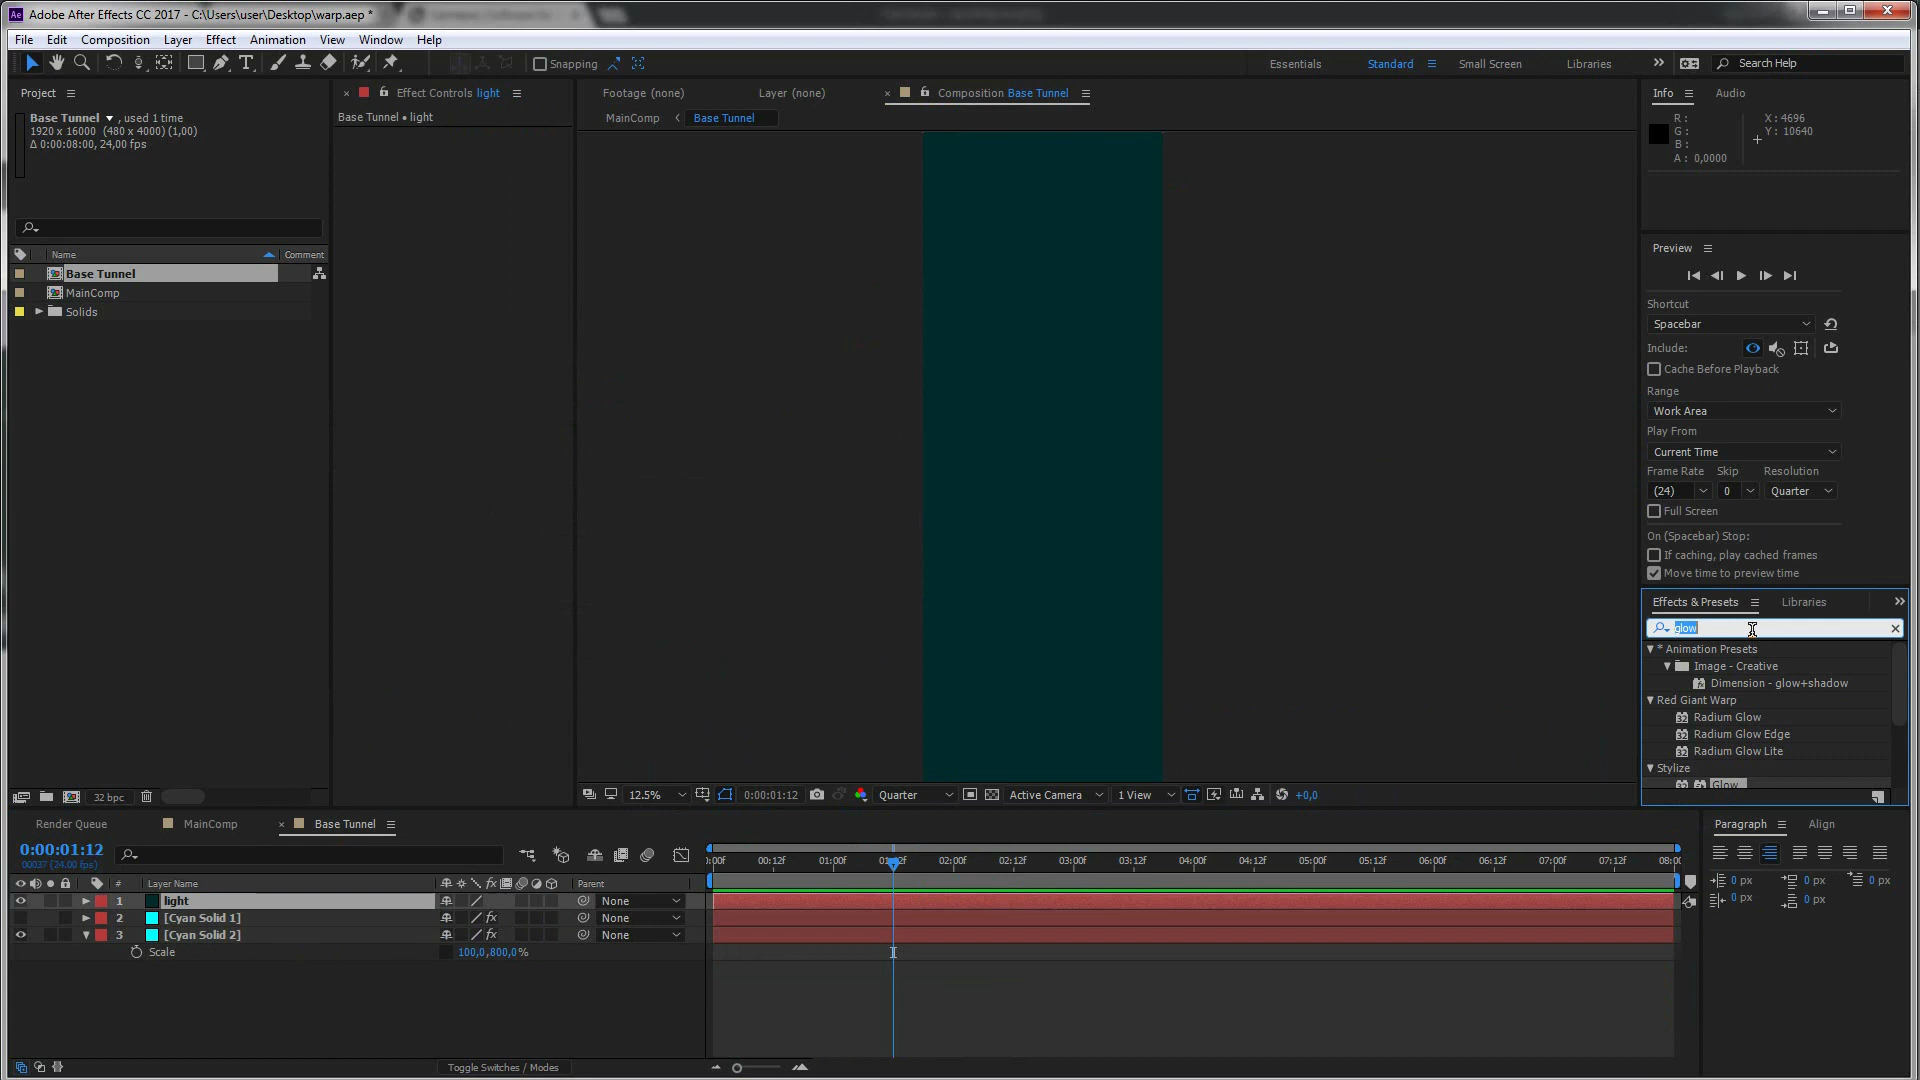 Adobe After Effects CC 2017 - C:\Users\user\Desktop\warp.aep *
File Edit Composition Layer Effect Animation View Window Help
Snapping
Essentials Standard Small Screen Libraries Search Help
Project
Base Tunnel , used 1 time
1920 x 16000 (480 x 4000) (1,00)
Δ 0:00:08:00, 24,00 fps
Name Comment
Base Tunnel
MainComp
Solids
32 bpc
Effect Controls light
Base Tunnel • light
Footage (none) Layer (none) Composition Base Tunnel
MainComp Base Tunnel
12.5% 0:00:01:12 Quarter Active Camera 1 View +0,0
Info Audio
R :
G :
B :
A : 0,0000
X : 4696
Y : 10640
Preview
Shortcut
Spacebar
Include:
Cache Before Playback
Range
Work Area
Play From
Current Time
Frame Rate Skip Resolution
(24) 0 Quarter
Full Screen
On (Spacebar) Stop:
If caching, play cached frames
Move time to preview time
Effects & Presets Libraries
glow
* Animation Presets
Image - Creative
Dimension - glow+shadow
Red Giant Warp
Radium Glow
Radium Glow Edge
Radium Glow Lite
Stylize
Glow
Paragraph Align
0 px 0 px 0 px
0 px 0 px
Render Queue MainComp Base Tunnel
0:00:01:12
00037 (24.00 fps)
# Layer Name Parent
1 light None
2 [Cyan Solid 1] None
3 [Cyan Solid 2] None
Scale 100,0,800,0%
00:12f 01:00f 02:00f 02:12f 03:00f 03:12f 04:00f 04:12f 05:00f 05:12f 06:00f 06:12f 07:00f 07:12f
Toggle Switches / Modes